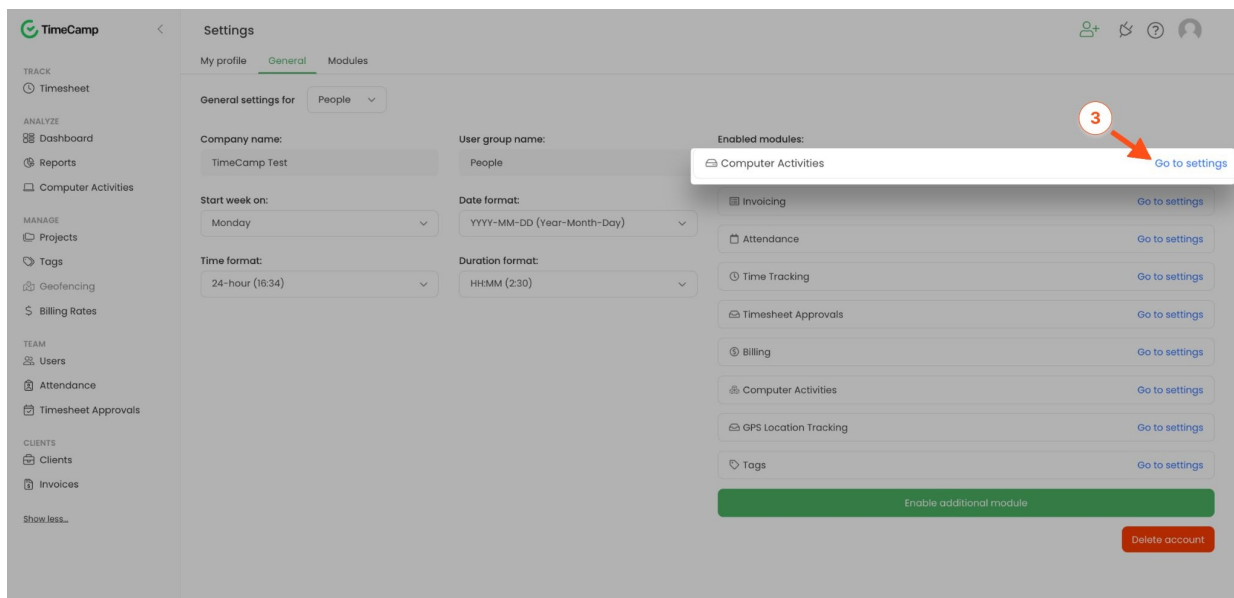 TimeCamp
TRACK
Timesheet
ANALYZE
Dashboard
Reports
Computer Activities
MANAGE
Projects
Tags
Geofencing
Billing Rates
TEAM
Users
Attendance
Timesheet Approvals
CLIENTS
Clients
Invoices
Show less...
Settings
My profile General Modules
General settings for People
Company name:
TimeCamp Test
User group name:
People
Start week on:
Monday
Date format:
YYYY-MM-DD (Year-Month-Day)
Time format:
24-hour (16:34)
Duration format:
HH:MM (2:30)
3
Enabled modules:
Computer Activities Go to settings
Invoicing Go to settings
Attendance Go to settings
Time Tracking Go to settings
Timesheet Approvals Go to settings
Billing Go to settings
Computer Activities Go to settings
GPS Location Tracking Go to settings
Tags Go to settings
Enable additional module
Delete account